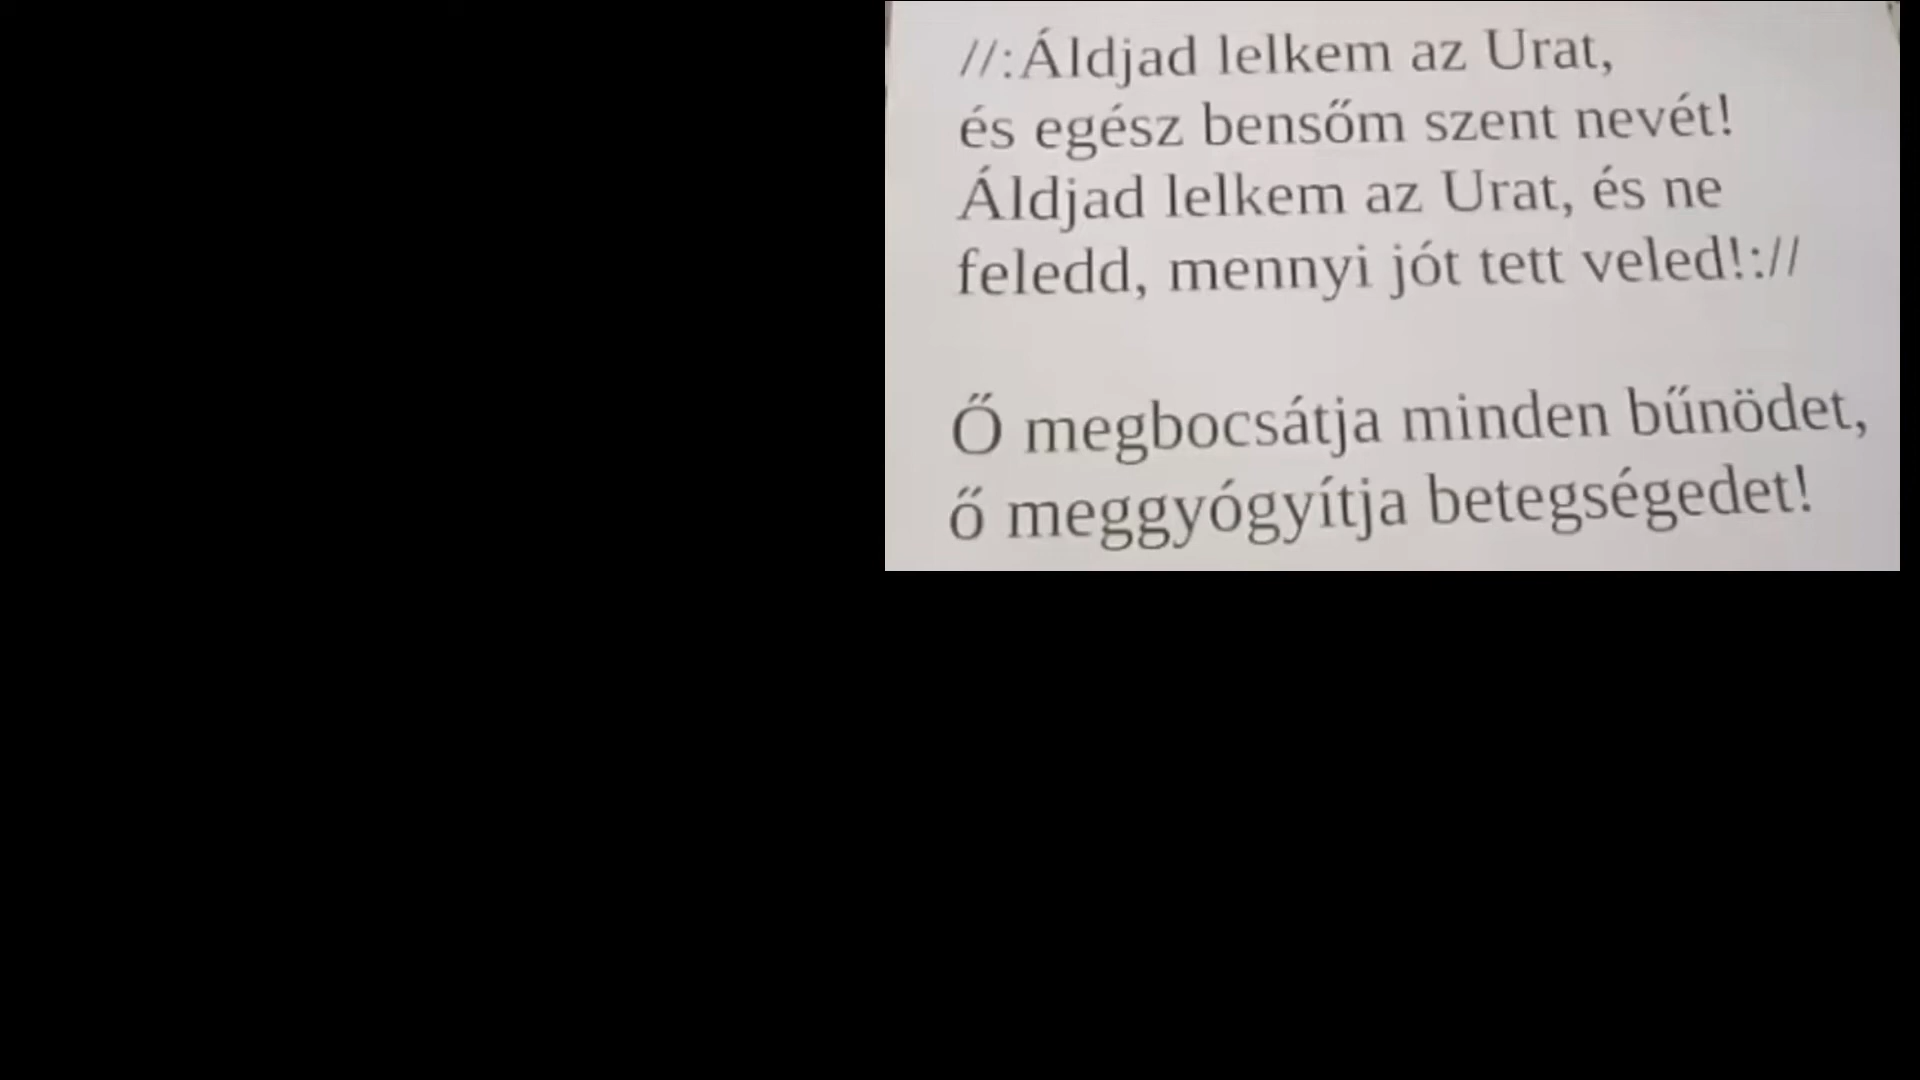 //:Áldjad lelkem az Urat,
és egész bensőm szent nevét!
Áldjad lelkem az Urat, és ne
feledd, mennyi jót tett veled!://
Ő megbocsátja minden bűnödet,
ő meggyógyítja betegségedet!